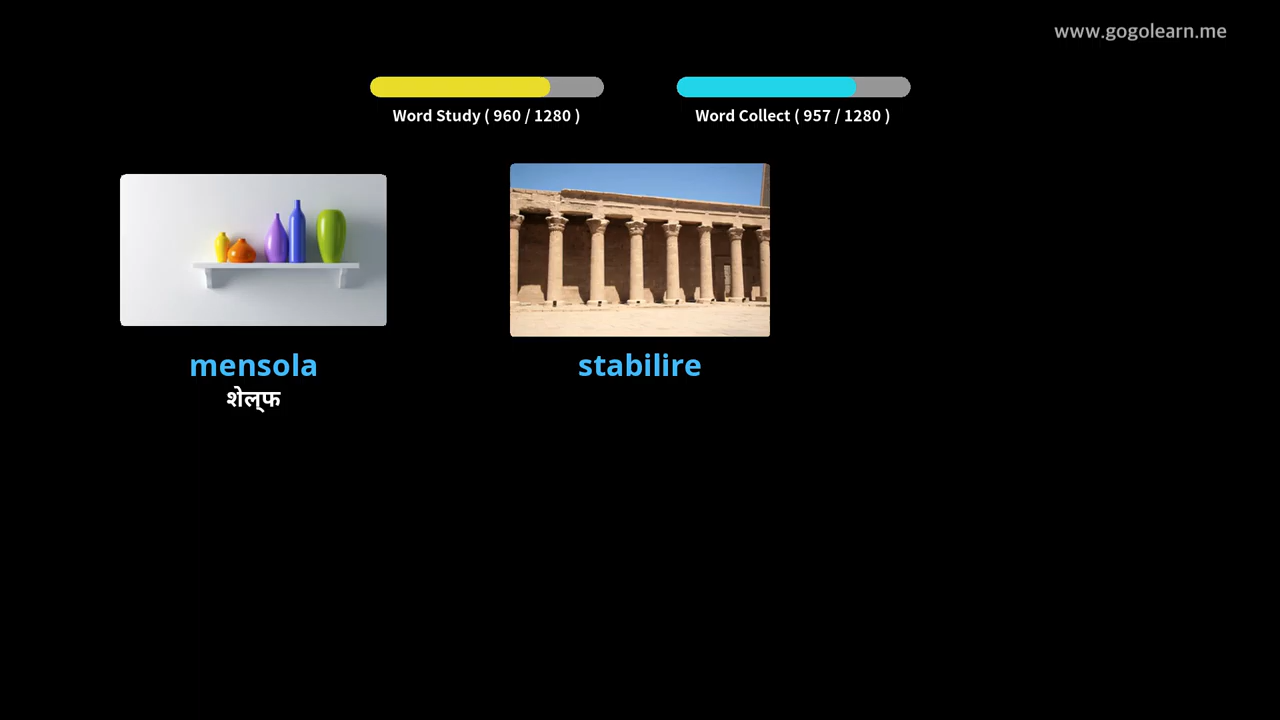 www.gogolearn.me
Word Study ( 960 / 1280 )
Word Collect ( 957 / 1280 )
mensola
शेल्फ
stabilire